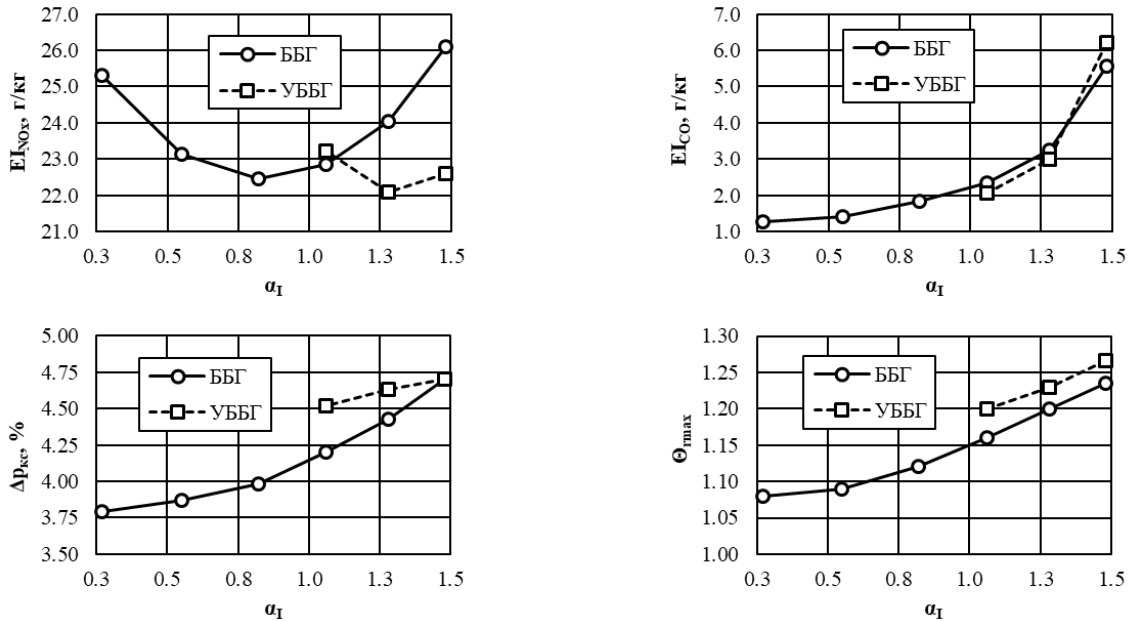 27.0
26.0
25.0
24.0
23.0
22.0
21.0
EI_NOx, г/кг
ББГ
УББГ
0.3 0.5 0.8 1.0 1.3 1.5
α_I
7.0
6.0
5.0
4.0
3.0
2.0
1.0
EI_CO, г/кг
ББГ
УББГ
0.3 0.5 0.8 1.0 1.3 1.5
α_I
5.00
4.75
4.50
4.25
4.00
3.75
3.50
Δp_кс, %
ББГ
УББГ
0.3 0.5 0.8 1.0 1.3 1.5
α_I
1.30
1.25
1.20
1.15
1.10
1.05
1.00
Θ_rmax
ББГ
УББГ
0.3 0.5 0.8 1.0 1.3 1.5
α_I